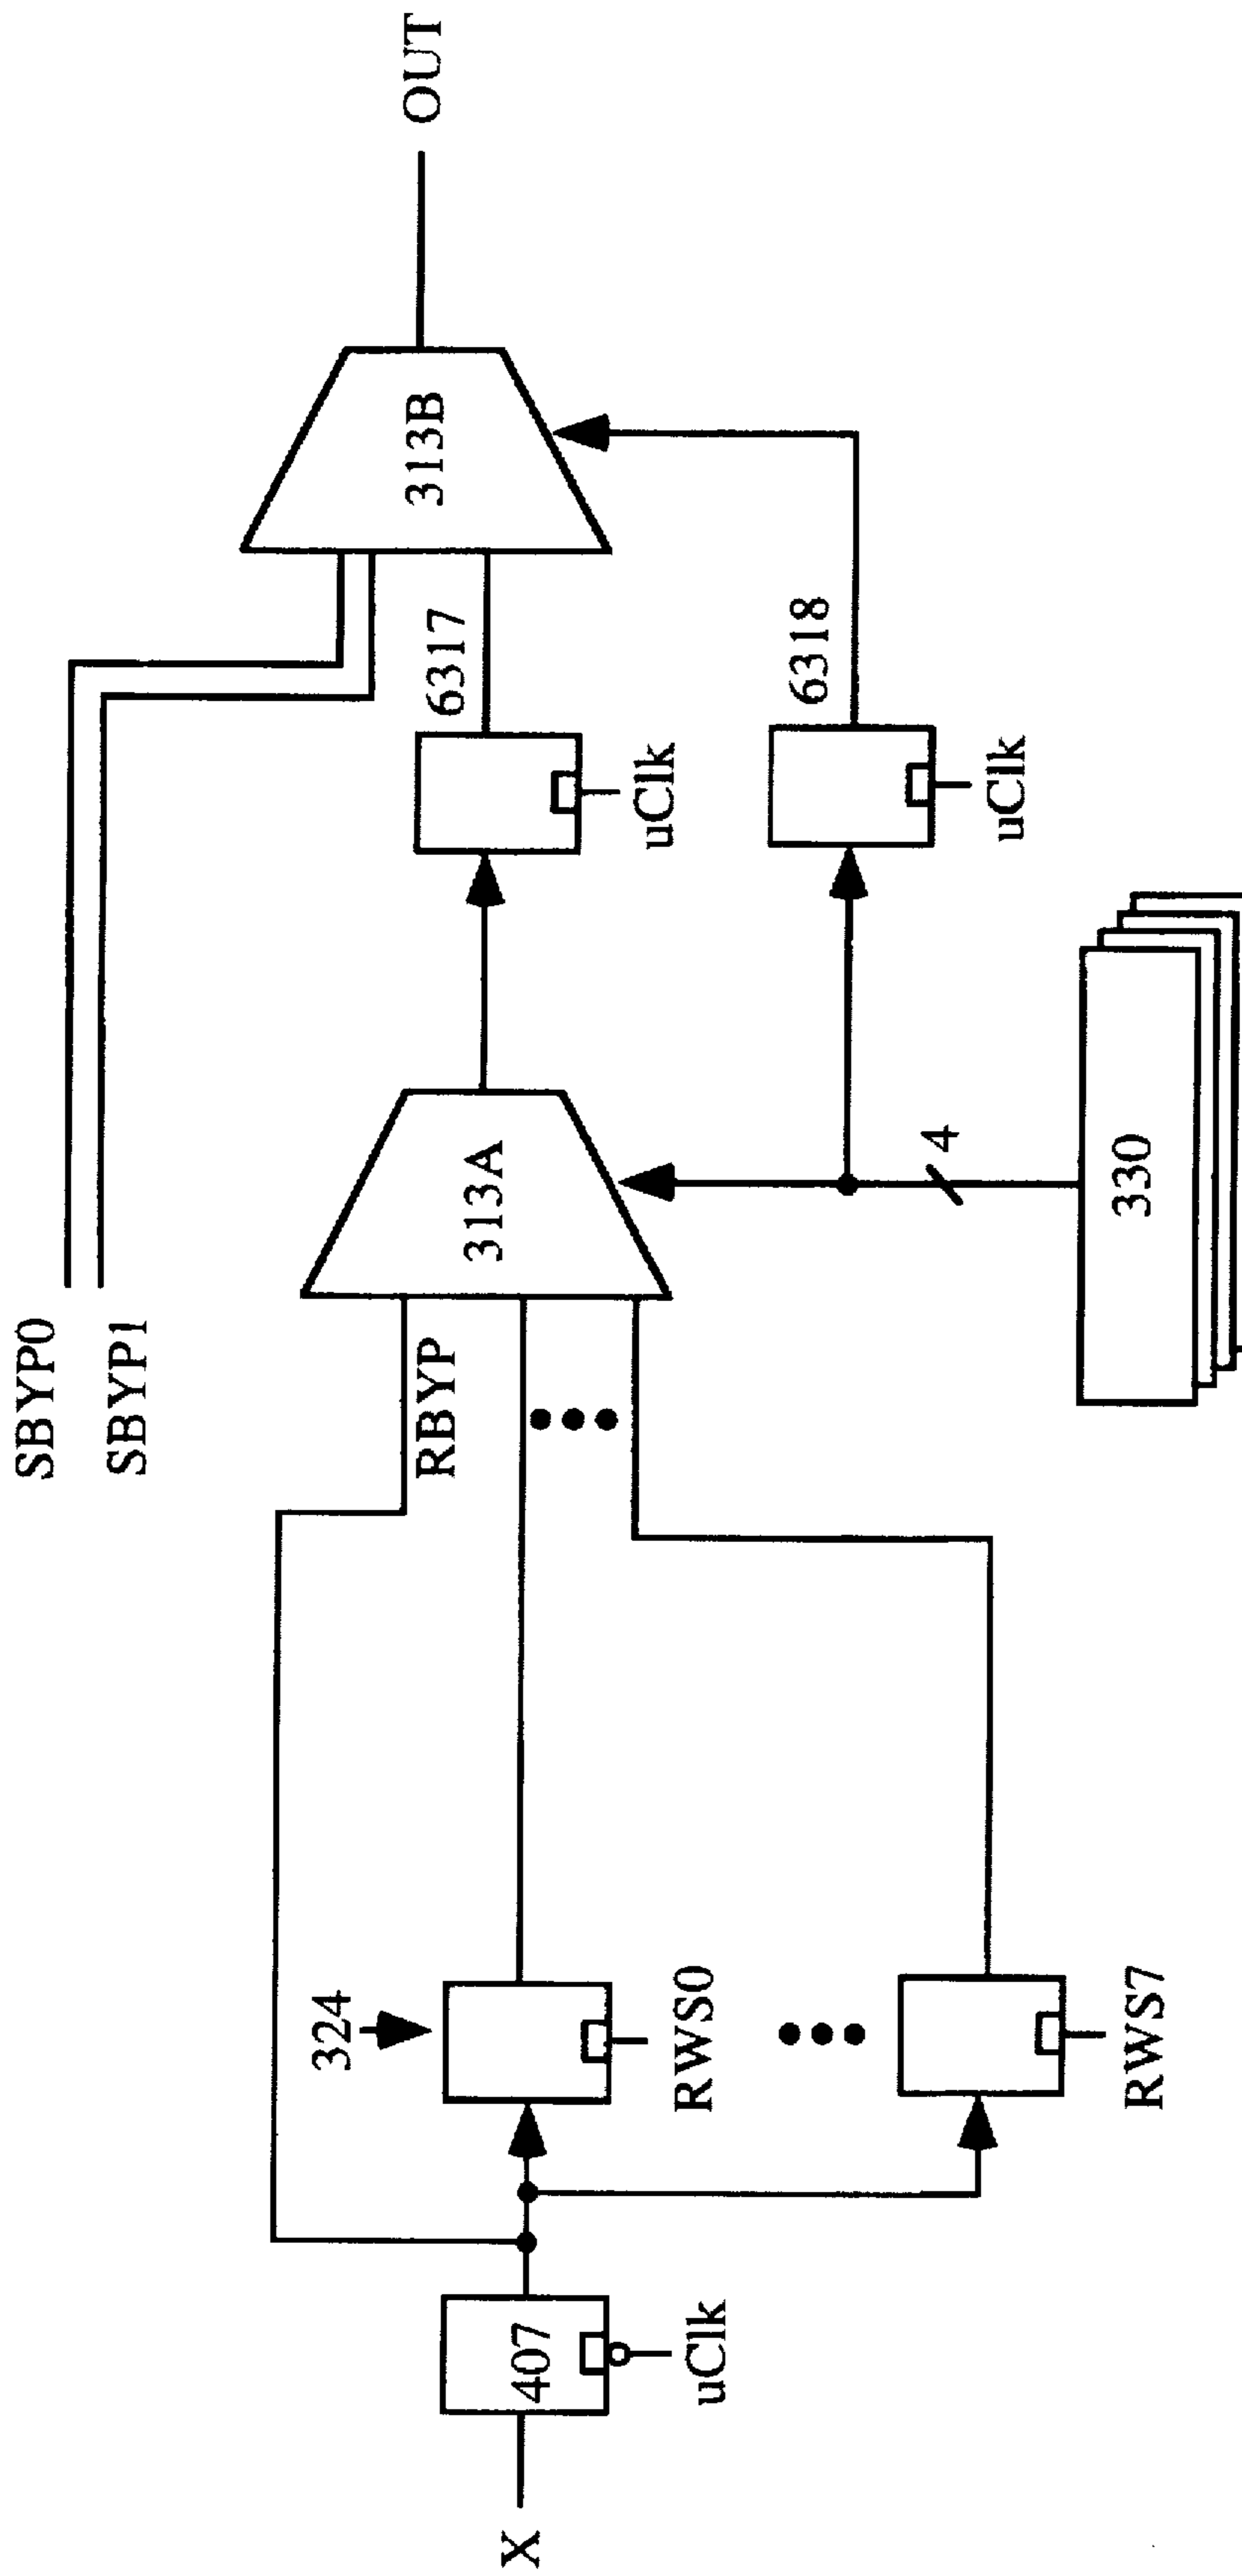 SBYP0
SBYP1
OUT
RBYP
313A
313B
6317
uClk
6318
uClk
4
330
324
X
407
uClk
RWS0
RWS7